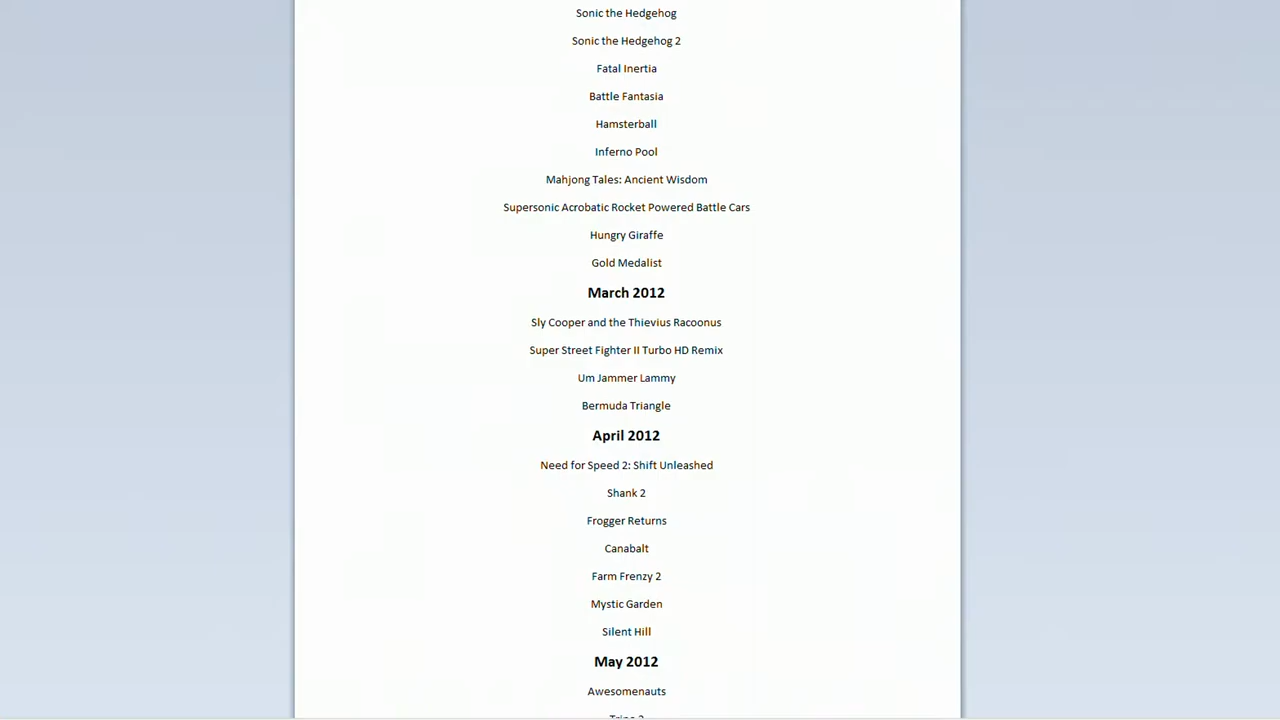 Sonic the Hedgehog
Sonic the Hedgehog 2
Fatal Inertia
Battle Fantasia
Hamsterball
Inferno Pool
Mahjong Tales: Ancient Wisdom
Supersonic Acrobatic Rocket Powered Battle Cars
Hungry Giraffe
Gold Medalist
March 2012
Sly Cooper and the Thievius Racoonus
Super Street Fighter II Turbo HD Remix
Um Jammer Lammy
Bermuda Triangle
April 2012
Need for Speed 2: Shift Unleashed
Shank 2
Frogger Returns
Canabalt
Farm Frenzy 2
Mystic Garden
Silent Hill
May 2012
Awesomenauts